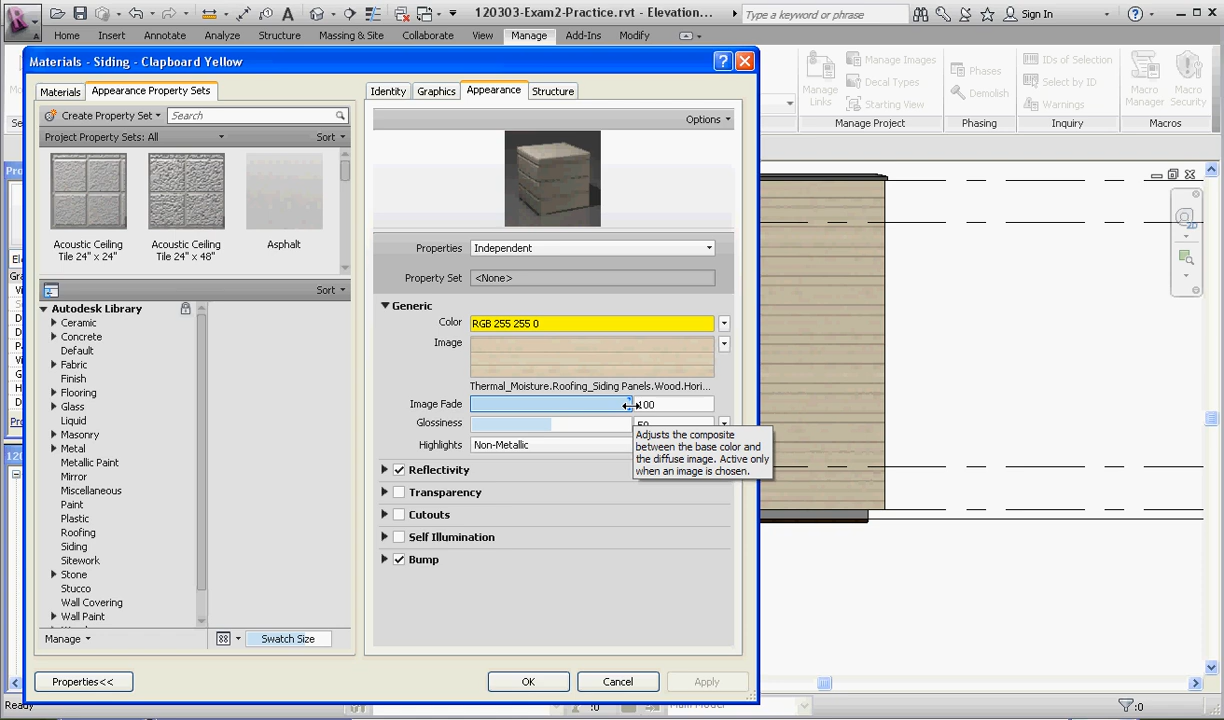 120303-Exam2-Practice.rvt - Elevation...
Type a keyword or phrase
Sign In
Home Insert Annotate Analyze Structure Massing & Site Collaborate View Manage Add-Ins Modify
Materials - Siding - Clapboard Yellow
Materials
Appearance Property Sets
Create Property Set
Search
Project Property Sets: All
Sort
Acoustic Ceiling
Tile 24" x 24"
Acoustic Ceiling
Tile 24" x 48"
Asphalt
Sort
Autodesk Library
Ceramic
Concrete
Default
Fabric
Finish
Flooring
Glass
Liquid
Masonry
Metal
Metallic Paint
Mirror
Miscellaneous
Paint
Plastic
Roofing
Siding
Sitework
Stone
Stucco
Wall Covering
Wall Paint
Manage
Swatch Size
Properties<<
Identity
Graphics
Appearance
Structure
Options
Properties
Independent
Property Set
<None>
Generic
Color
RGB 255 255 0
Image
Thermal_Moisture.Roofing_Siding Panels.Wood.Hori...
Image Fade
100
Glossiness
50
Highlights
Non-Metallic
Adjusts the composite
between the base color and
the diffuse image. Active only
when an image is chosen.
Reflectivity
Transparency
Cutouts
Self Illumination
Bump
OK
Cancel
Apply
Manage
Links
Manage Images
Decal Types
Starting View
Manage Project
Phases
Demolish
Phasing
IDs of Selection
Select by ID
Warnings
Inquiry
Macro
Manager
Macro
Security
Macros
2D
Ready
:0
Main Model
:0